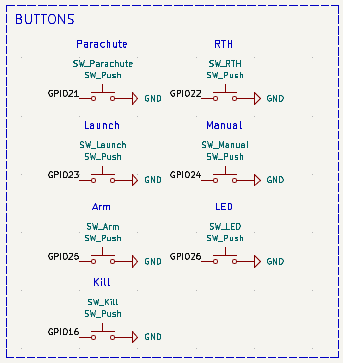 BUTTONS
Parachute RTH
SW_Parachute SW_RTH
SW_Push SW_Push
GPIO21 GND GPIO22 GND
Launch Manual
SW_Launch SW_Manual
SW_Push SW_Push
GPIO23 GND GPIO24 GND
Arm LED
SW_Arm SW_LED
SW_Push SW_Push
GPIO25 GND GPIO26 GND
Kill
SW_Kill
SW_Push
GPIO16 GND